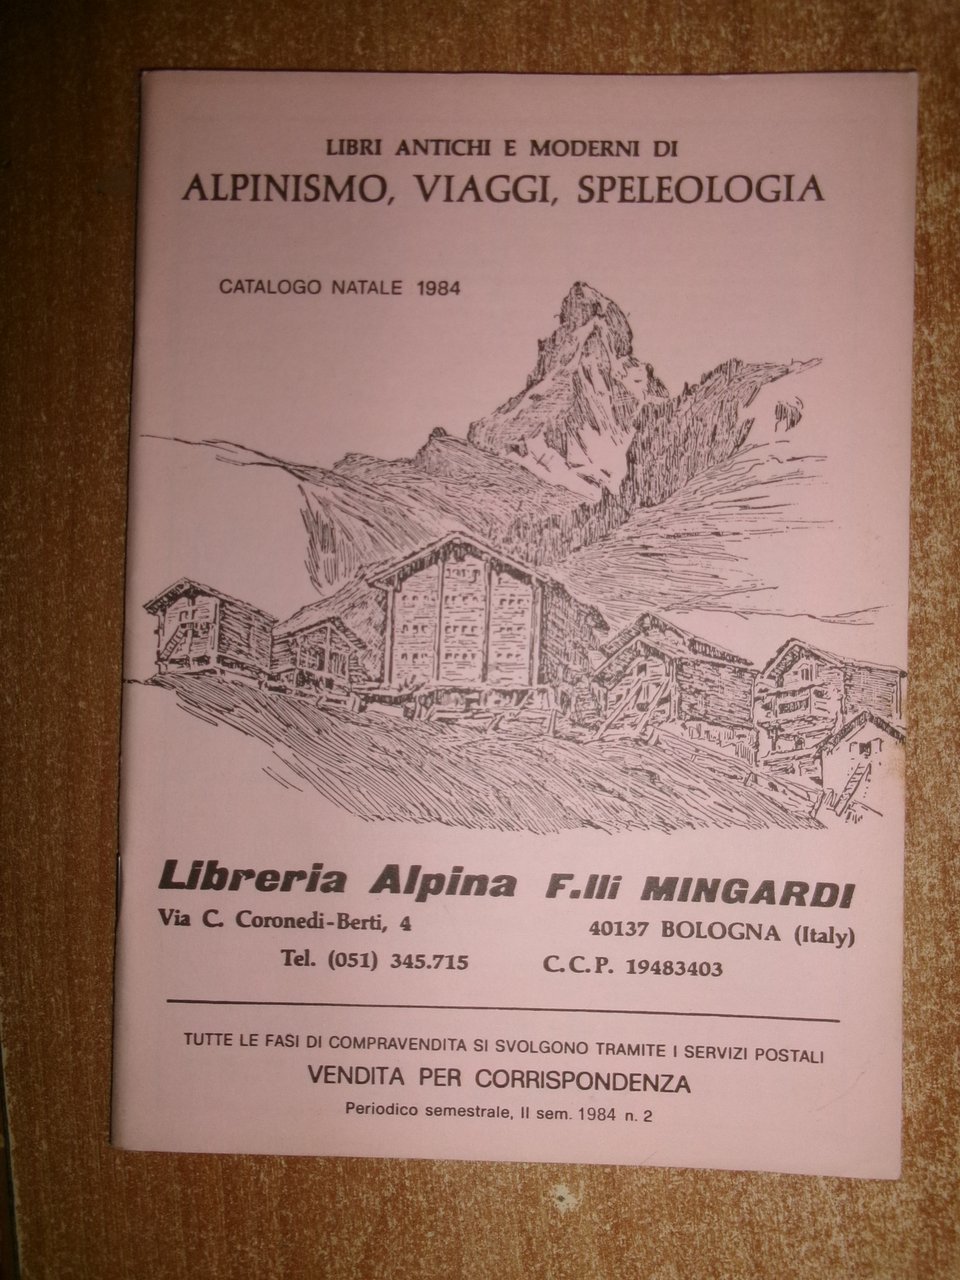 LIBRI ANTICHI E MODERNI DI
ALPINISMO, VIAGGI, SPELEOLOGIA
CATALOGO NATALE 1984
Libreria Alpina F.lli MINGARDI
Via C. Coronedi-Berti, 4 40137 BOLOGNA (Italy)
Tel. (051) 345.715 C.C.P. 19483403
TUTTE LE FASI DI COMPRAVENDITA SI SVOLGONO TRAMITE I SERVIZI POSTALI
VENDITA PER CORRISPONDENZA
Periodico semestrale, II sem. 1984 n. 2